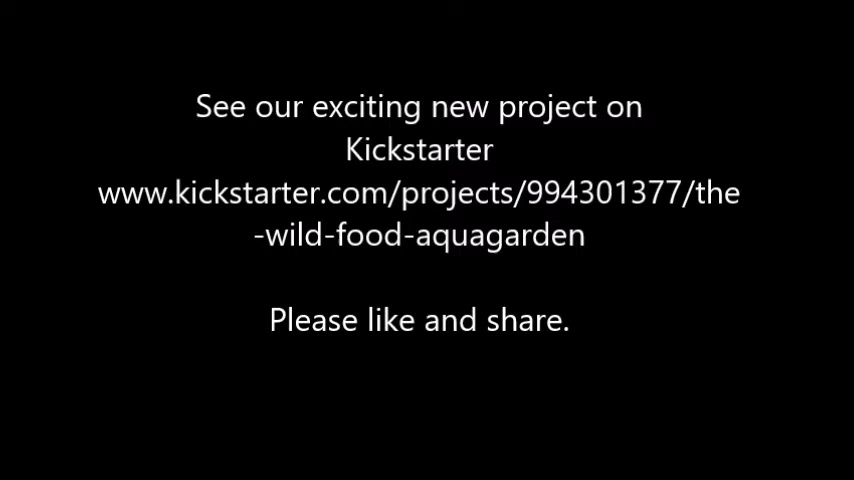 See our exciting new project on
Kickstarter
www.kickstarter.com/projects/994301377/the
-wild-food-aquagarden
Please like and share.